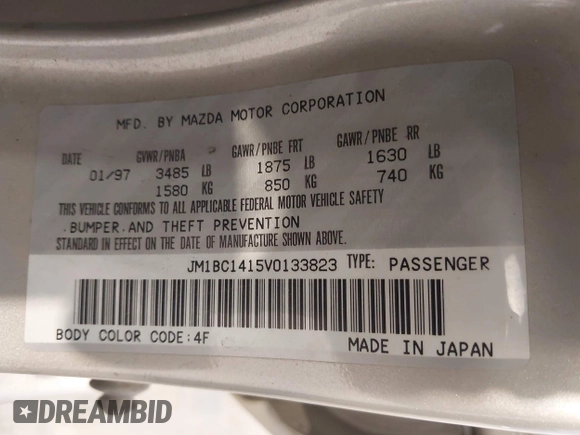 MFD. BY MAZDA MOTOR CORPORATION
DATE GVWR/PNBA GAWR/PNBE FRT GAWR/PNBE RR
01/97 3485 LB 1875 LB 1630 LB
1580 KG 850 KG 740 KG
THIS VEHICLE CONFORMS TO ALL APPLICABLE FEDERAL MOTOR VEHICLE SAFETY
BUMPER AND THEFT PREVENTION
STANDARD IN EFFECT ON THE DATE OF MANUFACTURE SHOWN ABOVE.
JM1BC1415V0133823 TYPE: PASSENGER
BODY COLOR CODE:4F MADE IN JAPAN
DREAMBID